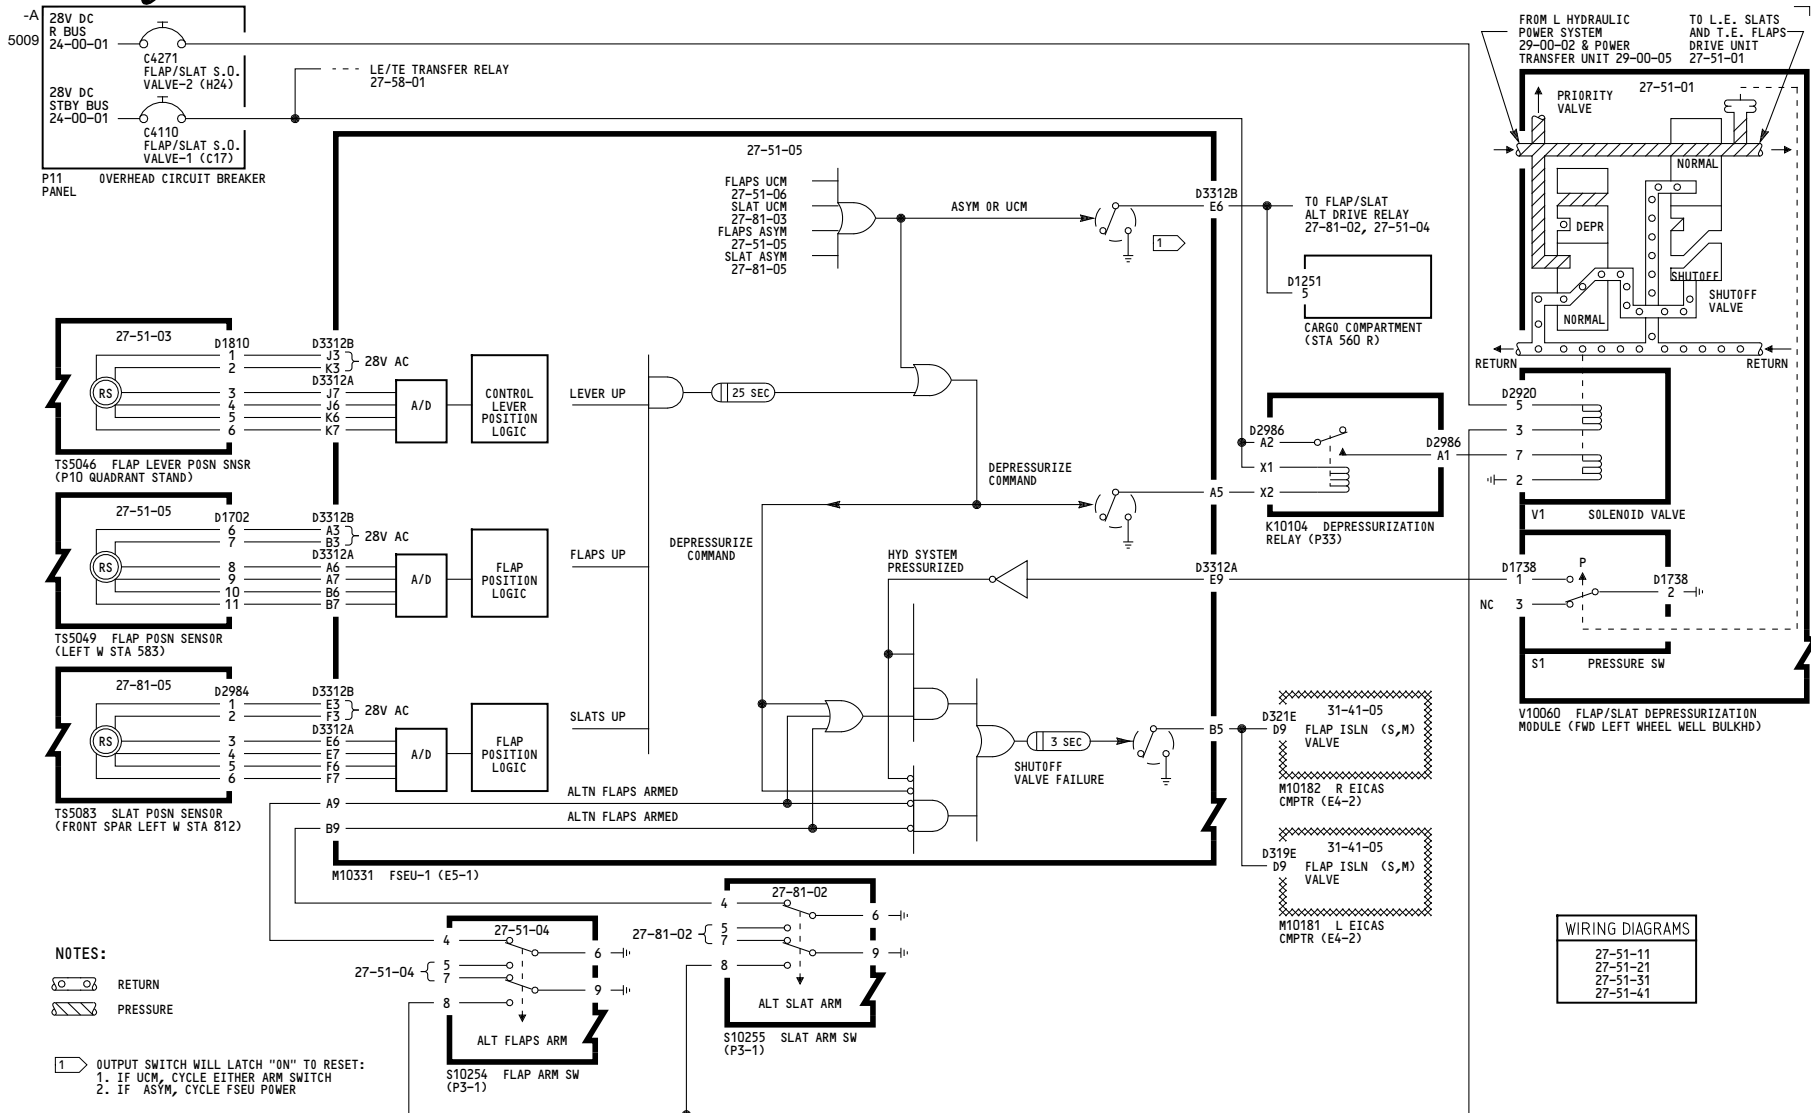 -A
5009
28V DC
R BUS
24-00-01
C4271
FLAP/SLAT S.O.
VALVE-2 (H24)
28V DC
STBY BUS
24-00-01
C4110
FLAP/SLAT S.O.
VALVE-1 (C17)
P11 OVERHEAD CIRCUIT BREAKER
PANEL
LE/TE TRANSFER RELAY
27-58-01
FROM L HYDRAULIC
POWER SYSTEM
29-00-02 & POWER
TRANSFER UNIT 29-00-05
TO L.E. SLATS
AND T.E. FLAPS
DRIVE UNIT
27-51-01
27-51-01
PRIORITY
VALVE
NORMAL
DEPR
SHUTOFF
SHUTOFF
VALVE
NORMAL
RETURN
RETURN
27-51-05
FLAPS UCM
27-51-06
SLAT UCM
27-81-03
FLAPS ASYM
27-51-05
SLAT ASYM
27-81-05
ASYM OR UCM
1
D3312B
E6
TO FLAP/SLAT
ALT DRIVE RELAY
27-81-02, 27-51-04
D1251
5
CARGO COMPARTMENT
(STA 560 R)
27-51-03
D1810
D3312B
1
J3
2
K3
28V AC
D3312A
RS
3
J7
4
J6
5
K6
6
K7
A/D
CONTROL
LEVER
POSITION
LOGIC
LEVER UP
25 SEC
TS5046 FLAP LEVER POSN SNSR
(P10 QUADRANT STAND)
DEPRESSURIZE
COMMAND
A5
D2986
A2
X1
X2
D2986
A1
K10104 DEPRESSURIZATION
RELAY (P33)
D2920
5
3
7
2
V1 SOLENOID VALVE
27-51-05
D1702
D3312B
6
A3
7
B3
28V AC
D3312A
RS
8
A6
9
A7
10
B6
11
B7
A/D
FLAP
POSITION
LOGIC
FLAPS UP
DEPRESSURIZE
COMMAND
HYD SYSTEM
PRESSURIZED
D3312A
E9
D1738
1
P
D1738
2
NC 3
S1 PRESSURE SW
TS5049 FLAP POSN SENSOR
(LEFT W STA 583)
27-81-05
D2984
D3312B
1
E3
2
F3
28V AC
D3312A
RS
3
E6
4
E7
5
F6
6
F7
A/D
FLAP
POSITION
LOGIC
SLATS UP
TS5083 SLAT POSN SENSOR
(FRONT SPAR LEFT W STA 812)
V10060 FLAP/SLAT DEPRESSURIZATION
MODULE (FWD LEFT WHEEL WELL BULKHD)
3 SEC
SHUTOFF
VALVE FAILURE
B5
D321E
D9
31-41-05
FLAP ISLN (S,M)
VALVE
M10182 R EICAS
CMPTR (E4-2)
A9
ALTN FLAPS ARMED
B9
ALTN FLAPS ARMED
D319E
D9
31-41-05
FLAP ISLN (S,M)
VALVE
M10181 L EICAS
CMPTR (E4-2)
M10331 FSEU-1 (E5-1)
27-81-02
4
6
27-81-02
5
7
9
8
ALT SLAT ARM
S10255 SLAT ARM SW
(P3-1)
27-51-04
4
6
27-51-04
5
7
9
8
ALT FLAPS ARM
S10254 FLAP ARM SW
(P3-1)
WIRING DIAGRAMS
27-51-11
27-51-21
27-51-31
27-51-41
NOTES:
RETURN
PRESSURE
1 OUTPUT SWITCH WILL LATCH "ON" TO RESET:
1. IF UCM, CYCLE EITHER ARM SWITCH
2. IF ASYM, CYCLE FSEU POWER